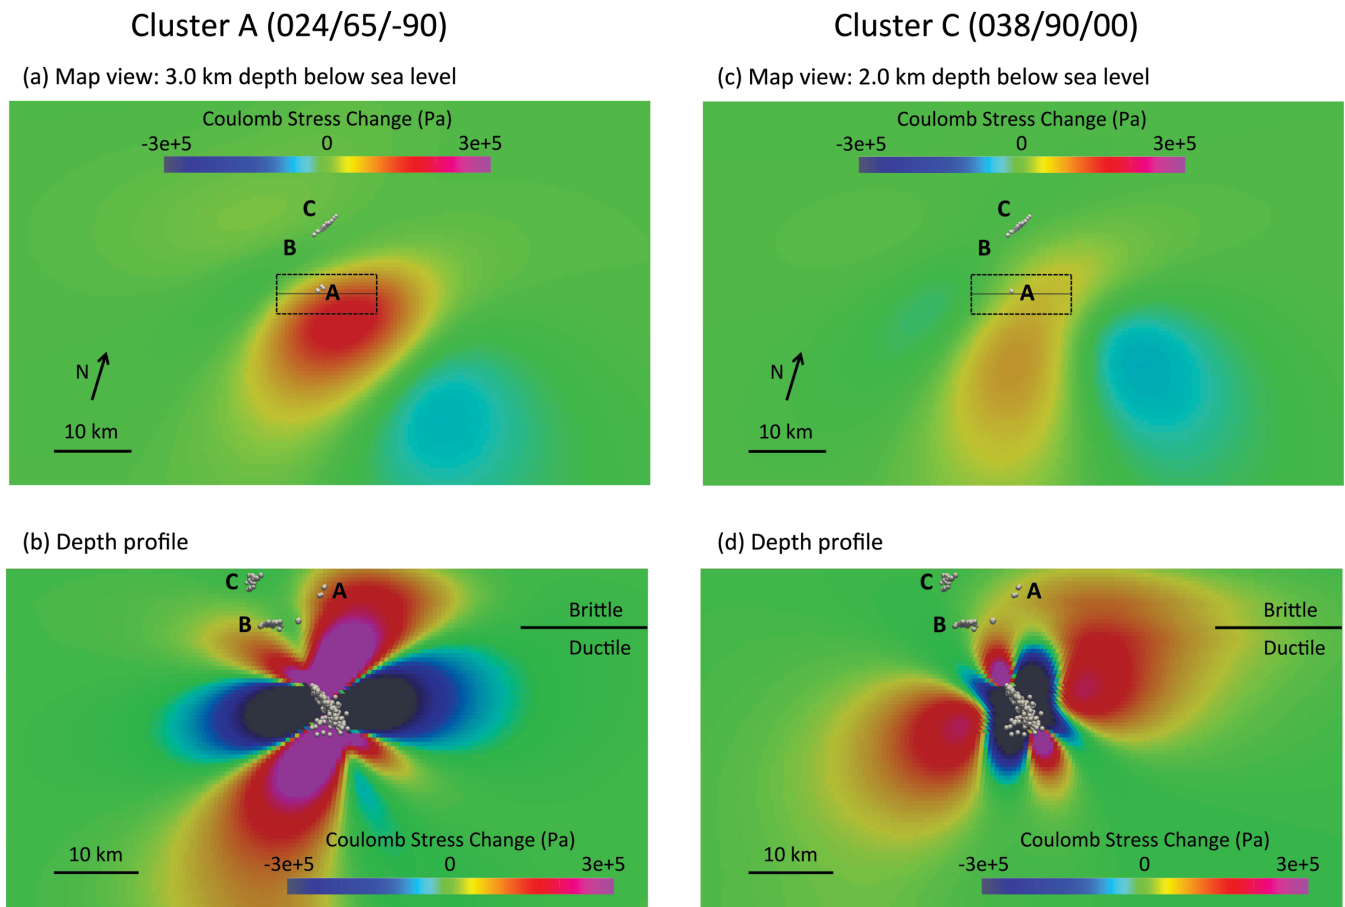 Cluster A (024/65/-90)
Cluster C (038/90/00)
(a) Map view: 3.0 km depth below sea level
(c) Map view: 2.0 km depth below sea level
Coulomb Stress Change (Pa)
-3e+5 0 3e+5
C
B
A
N
10 km
Coulomb Stress Change (Pa)
-3e+5 0 3e+5
C
B
A
N
10 km
(b) Depth profile
(d) Depth profile
C
A
B
Brittle
Ductile
10 km
Coulomb Stress Change (Pa)
-3e+5 0 3e+5
C
A
B
Brittle
Ductile
10 km
Coulomb Stress Change (Pa)
-3e+5 0 3e+5